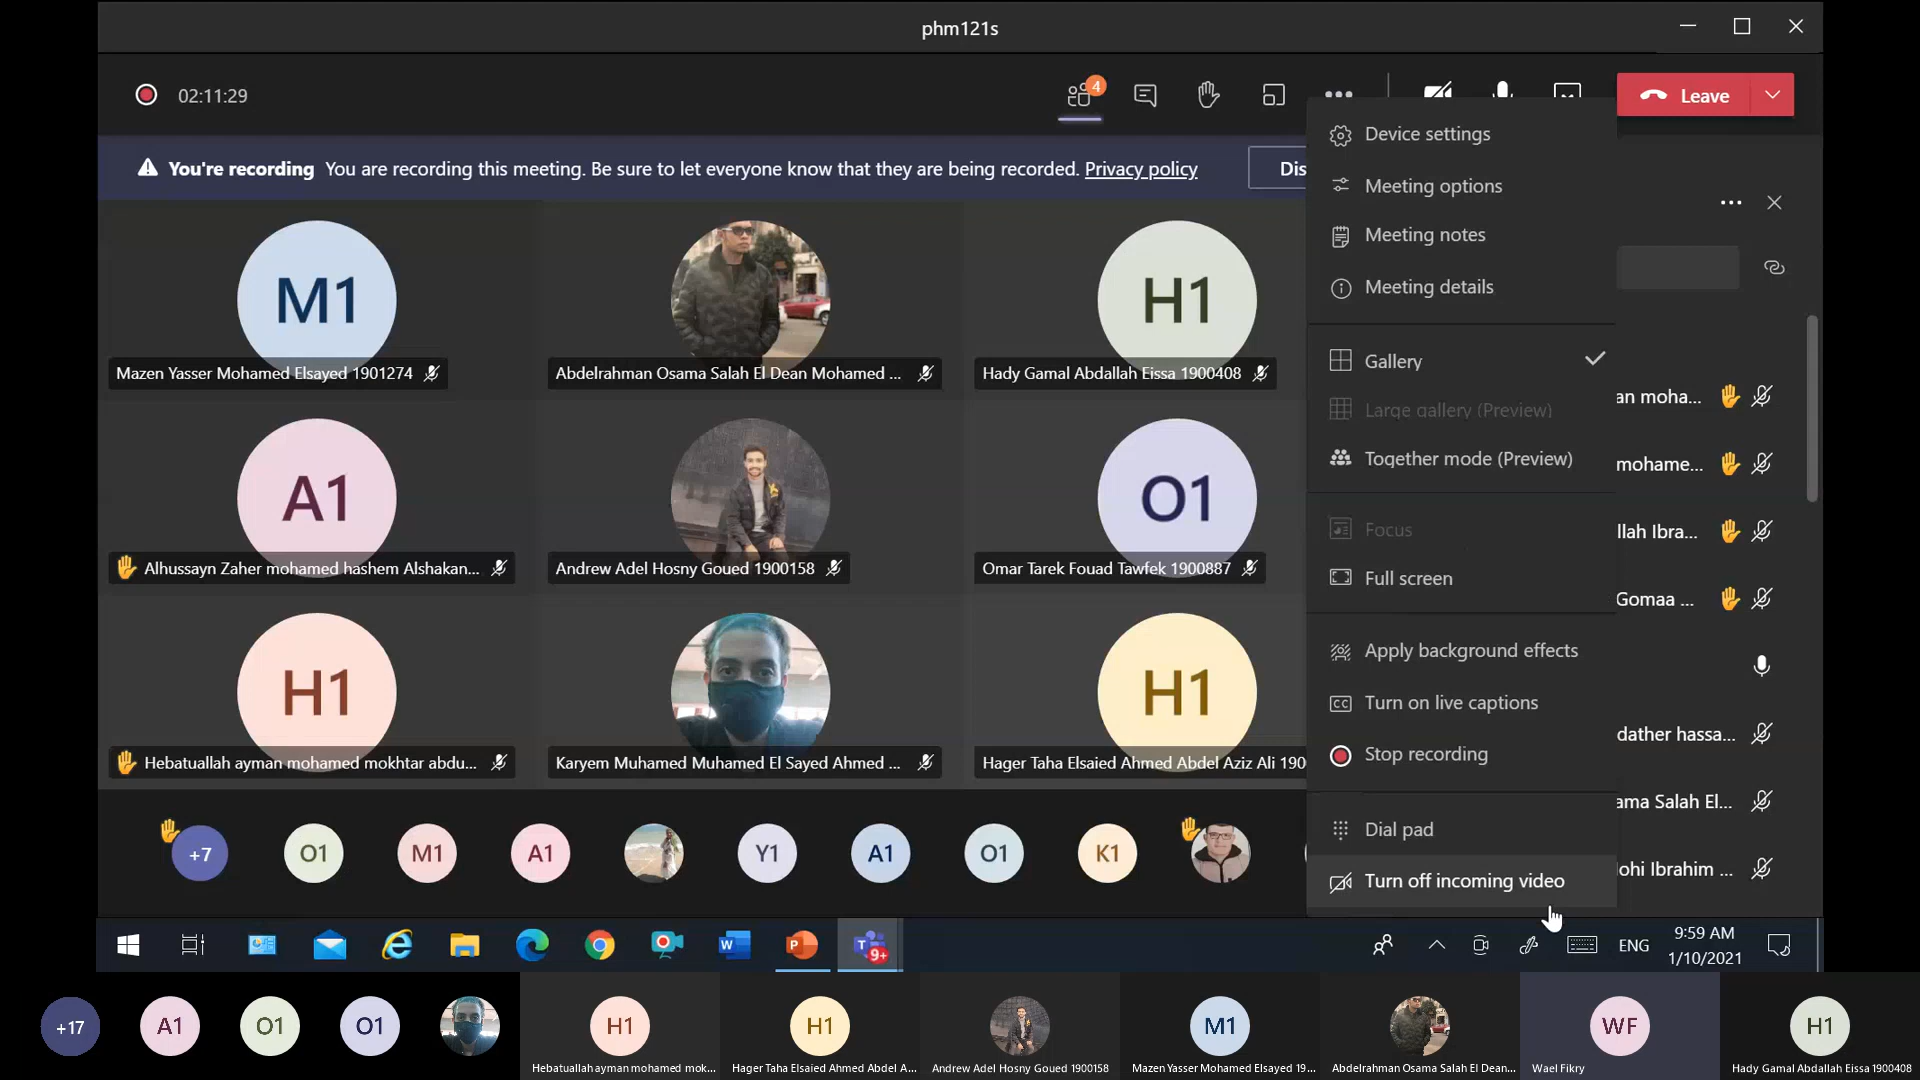 phm121s
02:11:29
4
Leave
You're recording You are recording this meeting. Be sure to let everyone know that they are being recorded. Privacy policy
Dis
Device settings
Meeting options
Meeting notes
Meeting details
Gallery
Large gallery (Preview)
Together mode (Preview)
Focus
Full screen
Apply background effects
Turn on live captions
CC
Stop recording
Dial pad
Turn off incoming video
M1
H1
Mazen Yasser Mohamed Elsayed 1901274
Abdelrahman Osama Salah El Dean Mohamed ...
Hady Gamal Abdallah Eissa 1900408
A1
O1
Alhussayn Zaher mohamed hashem Alshakan...
Andrew Adel Hosny Goued 1900158
Omar Tarek Fouad Tawfek 1900887
H1
H1
Hebatuallah ayman mohamed mokhtar abdu...
Karyem Muhamed Muhamed El Sayed Ahmed ...
Hager Taha Elsaied Ahmed Abdel Aziz Ali 190
an moha...
mohame...
llah Ibra...
Gomaa ...
dather hassa...
ama Salah El...
ohi Ibrahim ...
+7
O1
M1
A1
Y1
A1
O1
K1
9+
ENG
9:59 AM
1/10/2021
+17
A1
O1
O1
H1
H1
M1
WF
H1
Hebatuallah ayman mohamed mok...
Hager Taha Elsaied Ahmed Abdel A...
Andrew Adel Hosny Goued 1900158
Mazen Yasser Mohamed Elsayed 19...
Abdelrahman Osama Salah El Dean...
Wael Fikry
Hady Gamal Abdallah Eissa 1900408